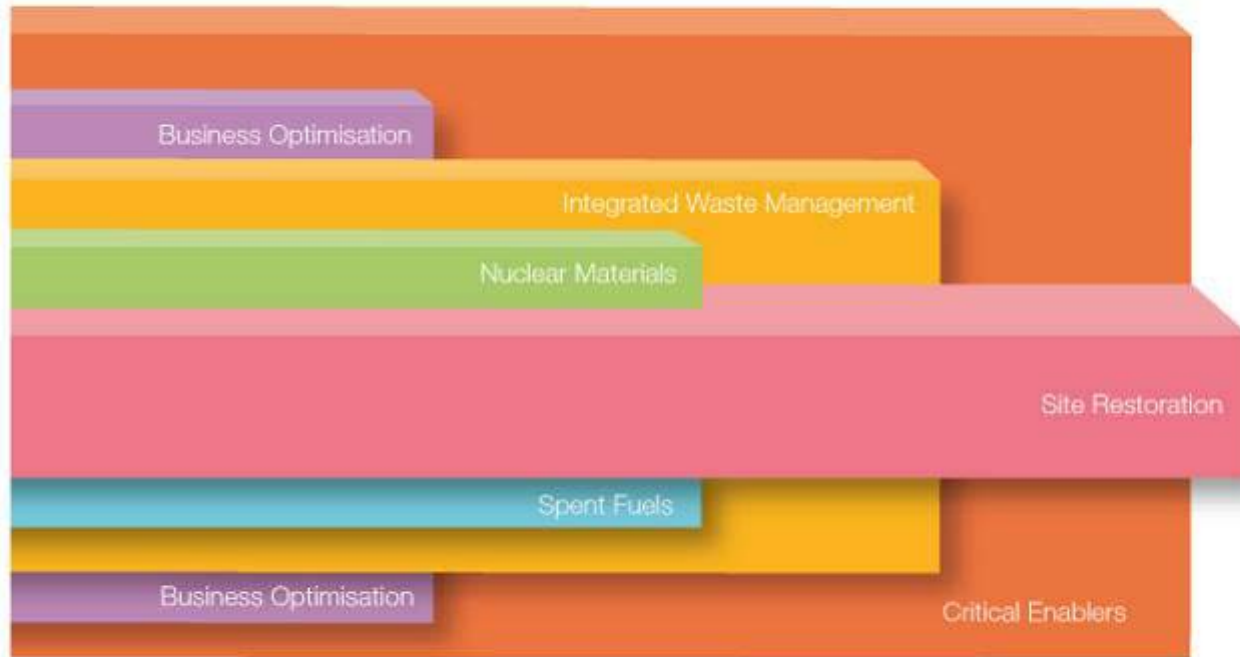 Business Optimisation
Integrated Waste Management
Nuclear Materials
Site Restoration
Spent Fuels
Business Optimisation
Critical Enablers